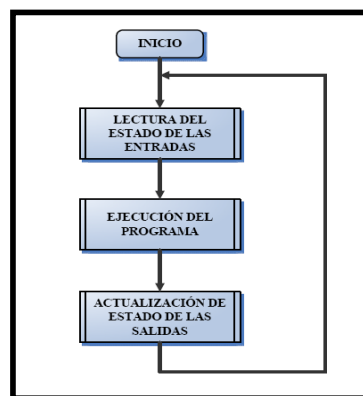 INICIO
LECTURA DEL
ESTADO DE LAS
ENTRADAS
EJECUCIÓN DEL
PROGRAMA
ACTUALIZACIÓN DE
ESTADO DE LAS
SALIDAS